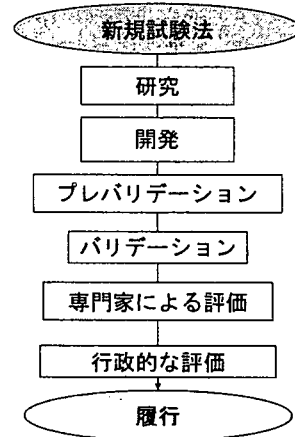 新規試験法
研究
開発
プレバリデーション
バリデーション
専門家による評価
行政的な評価
履行